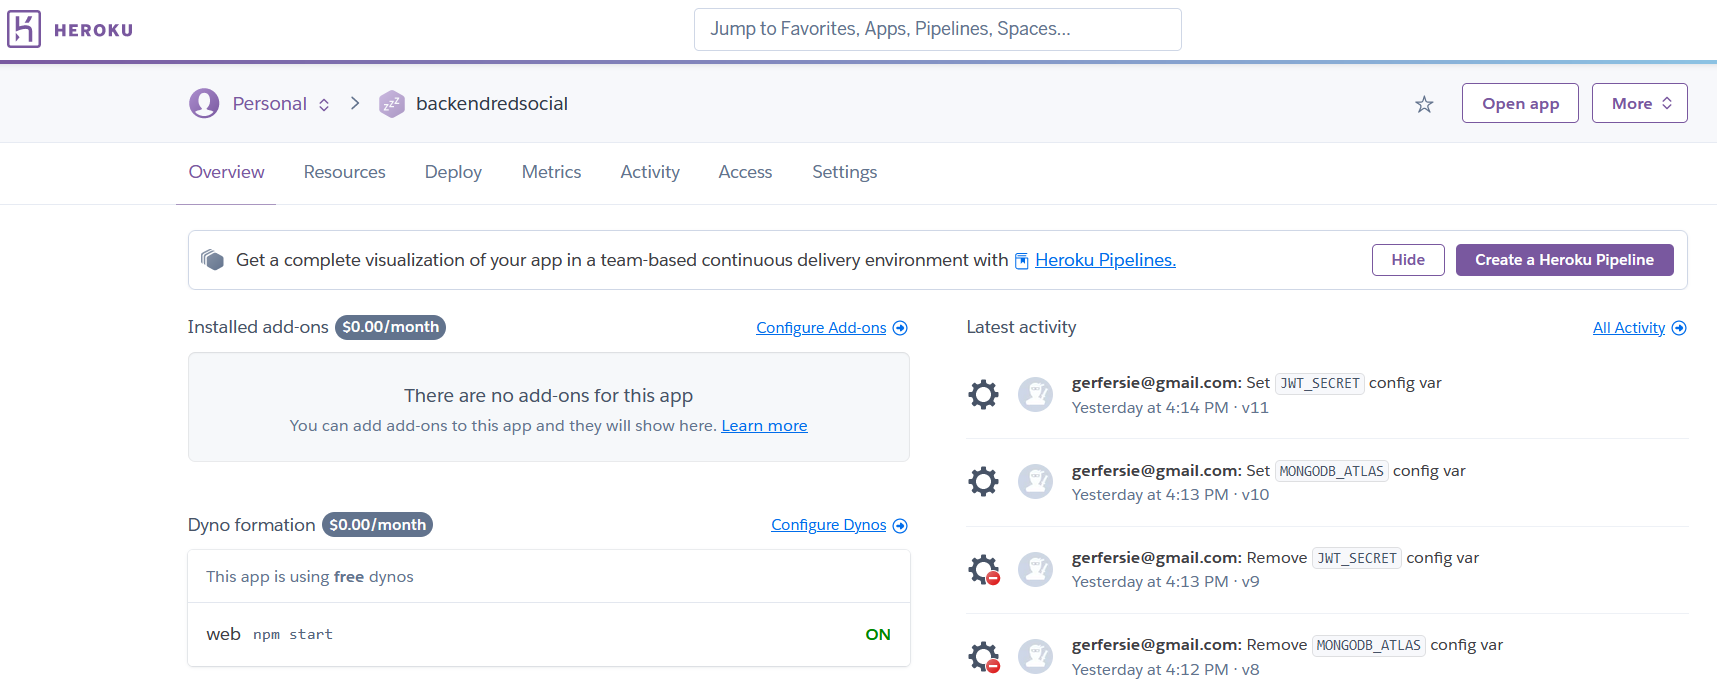 HEROKU
Jump to Favorites, Apps, Pipelines, Spaces...
Personal
zzz
backendredsocial
Open app
More
Overview
Resources
Deploy
Metrics
Activity
Access
Settings
Get a complete visualization of your app in a team-based continuous delivery environment with Heroku Pipelines.
Hide
Create a Heroku Pipeline
Installed add-ons $0.00/month
Configure Add-ons
There are no add-ons for this app
You can add add-ons to this app and they will show here. Learn more
Dyno formation $0.00/month
Configure Dynos
This app is using free dynos
web npm start
ON
Latest activity
All Activity
gerfersie@gmail.com: Set JWT_SECRET config var
Yesterday at 4:14 PM · v11
gerfersie@gmail.com: Set MONGODB_ATLAS config var
Yesterday at 4:13 PM · v10
gerfersie@gmail.com: Remove JWT_SECRET config var
Yesterday at 4:13 PM · v9
gerfersie@gmail.com: Remove MONGODB_ATLAS config var
Yesterday at 4:12 PM · v8